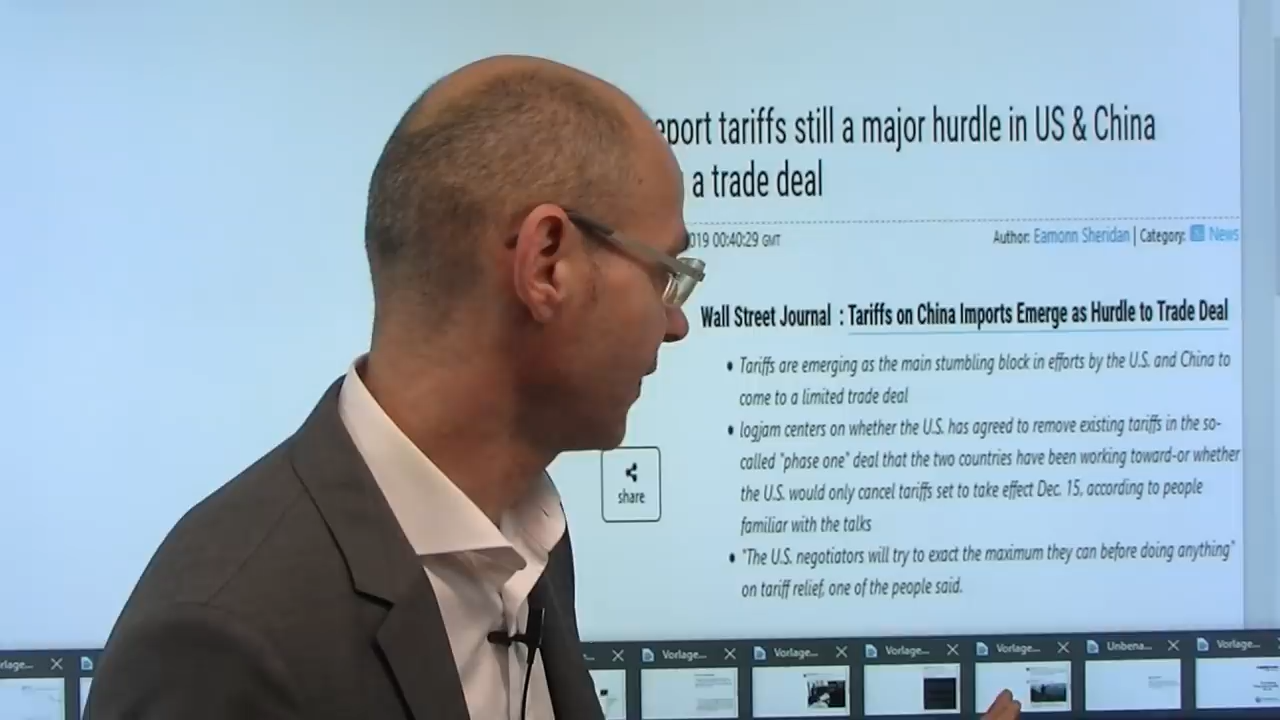 eport tariffs still a major hurdle in US & China
a trade deal
019 00:40:29 GMT
Author: Eamonn Sheridan | Category: News
Wall Street Journal : Tariffs on China Imports Emerge as Hurdle to Trade Deal
• Tariffs are emerging as the main stumbling block in efforts by the U.S. and China to
come to a limited trade deal
• logjam centers on whether the U.S. has agreed to remove existing tariffs in the so-
called "phase one" deal that the two countries have been working toward-or whether
the U.S. would only cancel tariffs set to take effect Dec. 15, according to people
familiar with the talks
• "The U.S. negotiators will try to exact the maximum they can before doing anything"
on tariff relief, one of the people said.
share
rlage... Vorlage... Vorlage... Vorlage... Vorlage... Unbena... Vorlage...